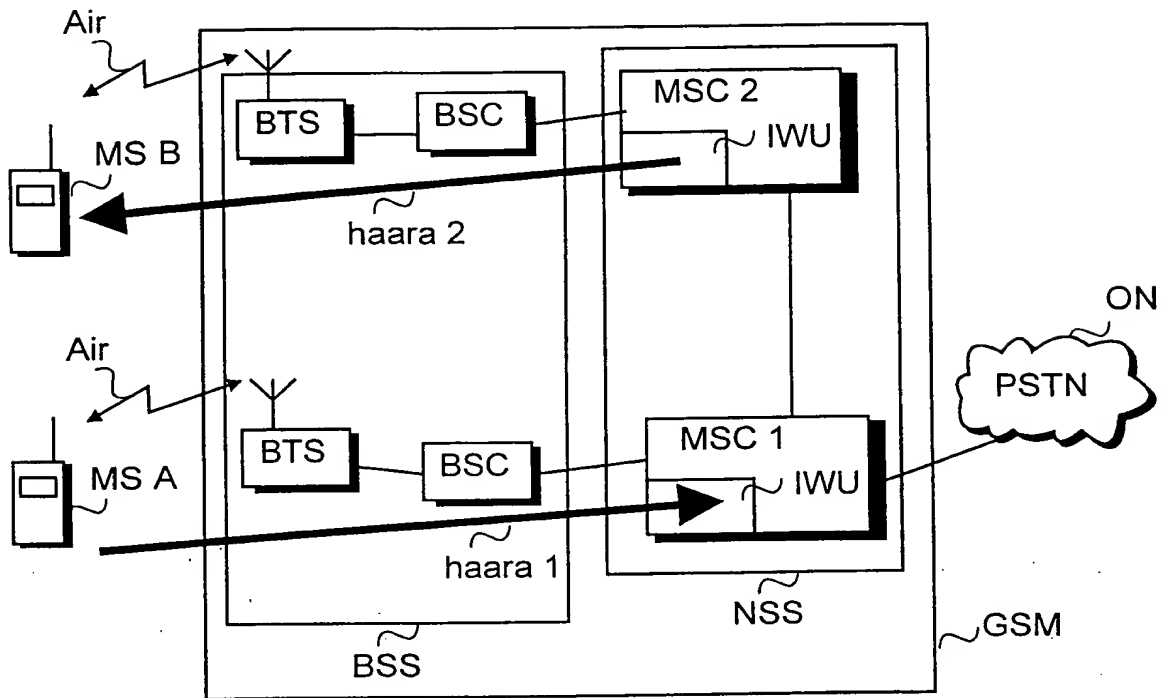 Air
BTS
BSC
MSC 2
IWU
MS B
haara 2
ON
PSTN
Air
BTS
BSC
MSC 1
IWU
MS A
haara 1
NSS
GSM
BSS